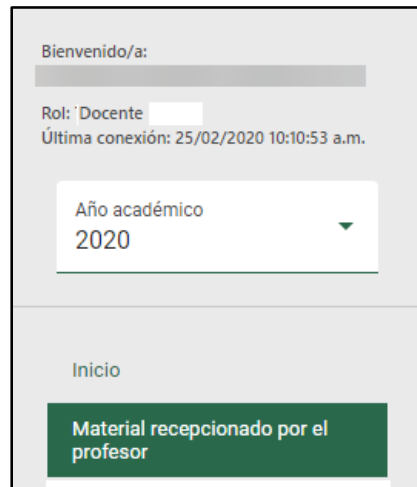 Bienvenido/a:
Rol: Docente
Última conexión: 25/02/2020 10:10:53 a.m.
Año académico
2020
Inicio
Material recepcionado por el
profesor